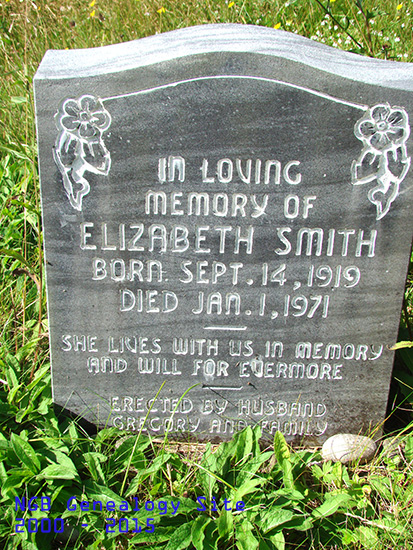 IN LOVING
MEMORY OF
ELIZABETH SMITH
BORN SEPT. 14, 1919
DIED JAN. 1, 1971
SHE LIVES WITH US IN MEMORY
AND WILL FOR EVERMORE
ERECTED BY HUSBAND
GREGORY AND FAMILY
NGB Genealogy Site
2000 - 2015